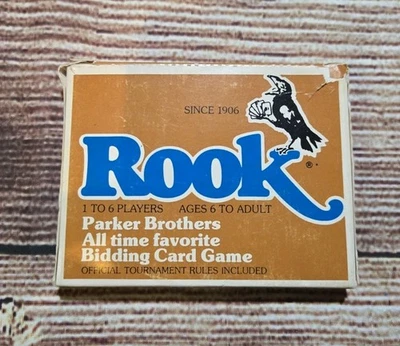 SINCE 1906
Rook®
1 TO 6 PLAYERS AGES 6 TO ADULT
Parker Brothers
All time favorite
Bidding Card Game
OFFICIAL TOURNAMENT RULES INCLUDED